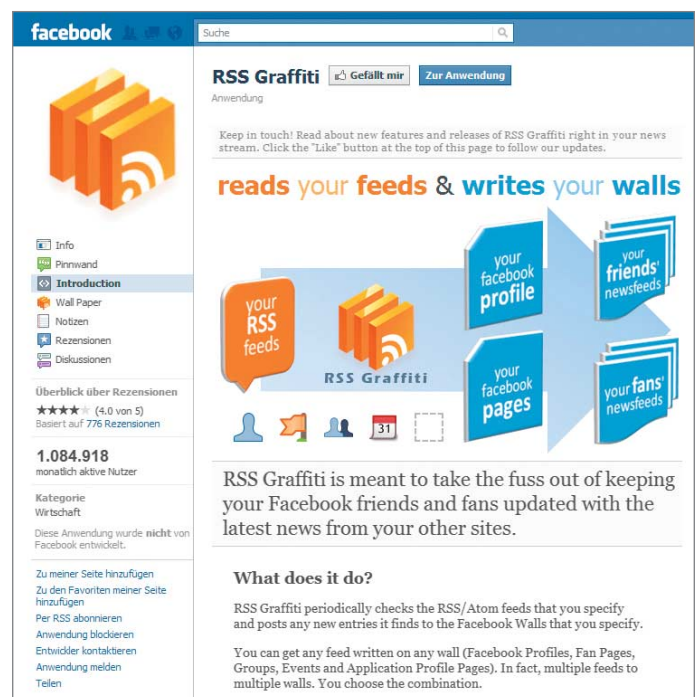 facebook
Suche
RSS Graffiti
Gefällt mir
Zur Anwendung
Anwendung
Keep in touch! Read about new features and releases of RSS Graffiti right in your news
stream. Click the "Like" button at the top of this page to follow our updates.
reads your feeds & writes your walls
your
RSS
feeds
RSS Graffiti
31
your
facebook
profile
your
facebook
pages
your
friends'
newsfeeds
your fans'
newsfeeds
Info
Pinnwand
Introduction
Wall Paper
Notizen
Rezensionen
Diskussionen
Überblick über Rezensionen
(4.0 von 5)
Basiert auf 776 Rezensionen
1.084.918
monatlich aktive Nutzer
Kategorie
Wirtschaft
Diese Anwendung wurde nicht von
Facebook entwickelt.
Zu meiner Seite hinzufügen
Zu den Favoriten meiner Seite
hinzufügen
Per RSS abonnieren
Anwendung blockieren
Entwickler kontaktieren
Anwendung melden
Teilen
RSS Graffiti is meant to take the fuss out of keeping
your Facebook friends and fans updated with the
latest news from your other sites.
What does it do?
RSS Graffiti periodically checks the RSS/Atom feeds that you specify
and posts any new entries it finds to the Facebook Walls that you specify.
You can get any feed written on any wall (Facebook Profiles, Fan Pages,
Groups, Events and Application Profile Pages). In fact, multiple feeds to
multiple walls. You choose the combination.